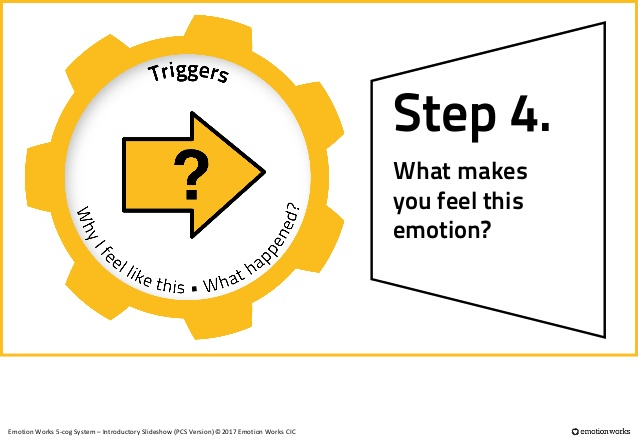 Triggers
?
Why I feel like this ▪ What happened?
Step 4.
What makes
you feel this
emotion?
Emotion Works 5-cog System – Introductory Slideshow (PCS Version) © 2017 Emotion Works CIC
emotionworks